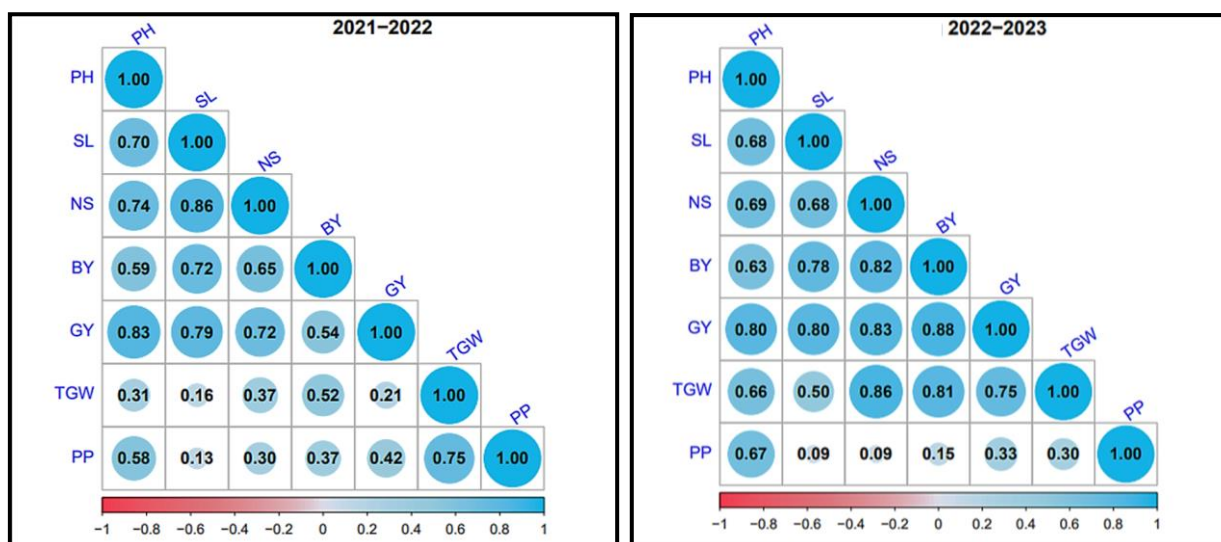 2021−2022
PH
PH 1.00
SL
SL 0.70 1.00
NS
NS 0.74 0.86 1.00
BY
BY 0.59 0.72 0.65 1.00
GY
GY 0.83 0.79 0.72 0.54 1.00
TGW
TGW 0.31 0.16 0.37 0.52 0.21 1.00
PP
PP 0.58 0.13 0.30 0.37 0.42 0.75 1.00
−1 −0.8 −0.6 −0.4 −0.2 0 0.2 0.4 0.6 0.8 1
2022−2023
PH
PH 1.00
SL
SL 0.68 1.00
NS
NS 0.69 0.68 1.00
BY
BY 0.63 0.78 0.82 1.00
GY
GY 0.80 0.80 0.83 0.88 1.00
TGW
TGW 0.66 0.50 0.86 0.81 0.75 1.00
PP
PP 0.67 0.09 0.09 0.15 0.33 0.30 1.00
−1 −0.8 −0.6 −0.4 −0.2 0 0.2 0.4 0.6 0.8 1